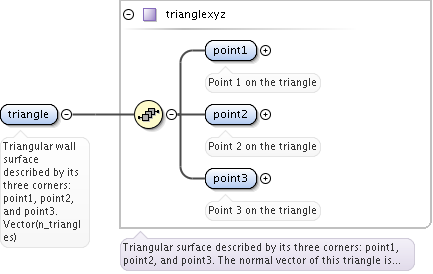 trianglexyz
point1
Point 1 on the triangle
triangle
point2
Triangular wall
surface
described by its
three corners:
point1, point2,
and point3.
Vector(n_triangl
es)
Point 2 on the triangle
point3
Point 3 on the triangle
Triangular surface described by its three corners: point1,
point2, and point3. The normal vector of this triangle is...